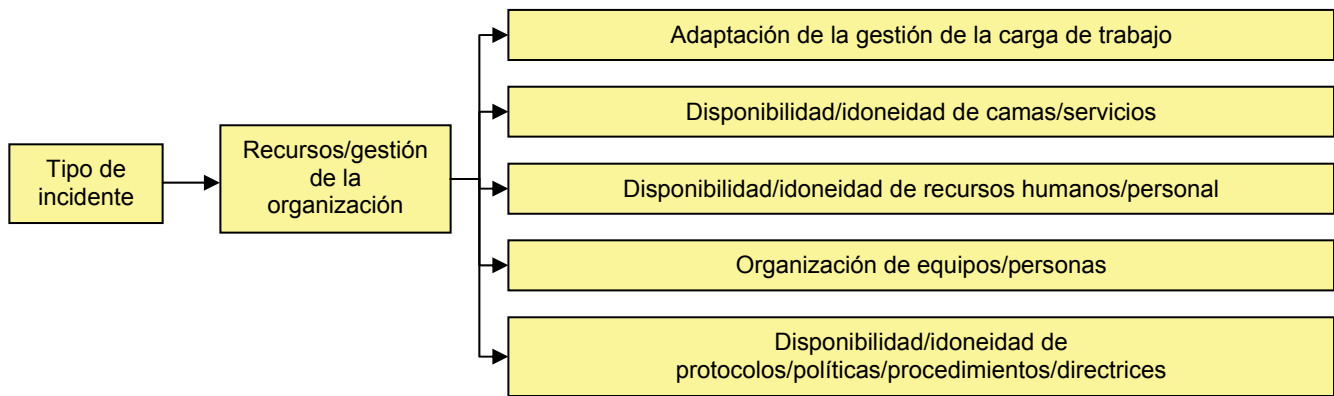 Tipo de
incidente
Recursos/gestión
de la
organización
Adaptación de la gestión de la carga de trabajo
Disponibilidad/idoneidad de camas/servicios
Disponibilidad/idoneidad de recursos humanos/personal
Organización de equipos/personas
Disponibilidad/idoneidad de
protocolos/políticas/procedimientos/directrices